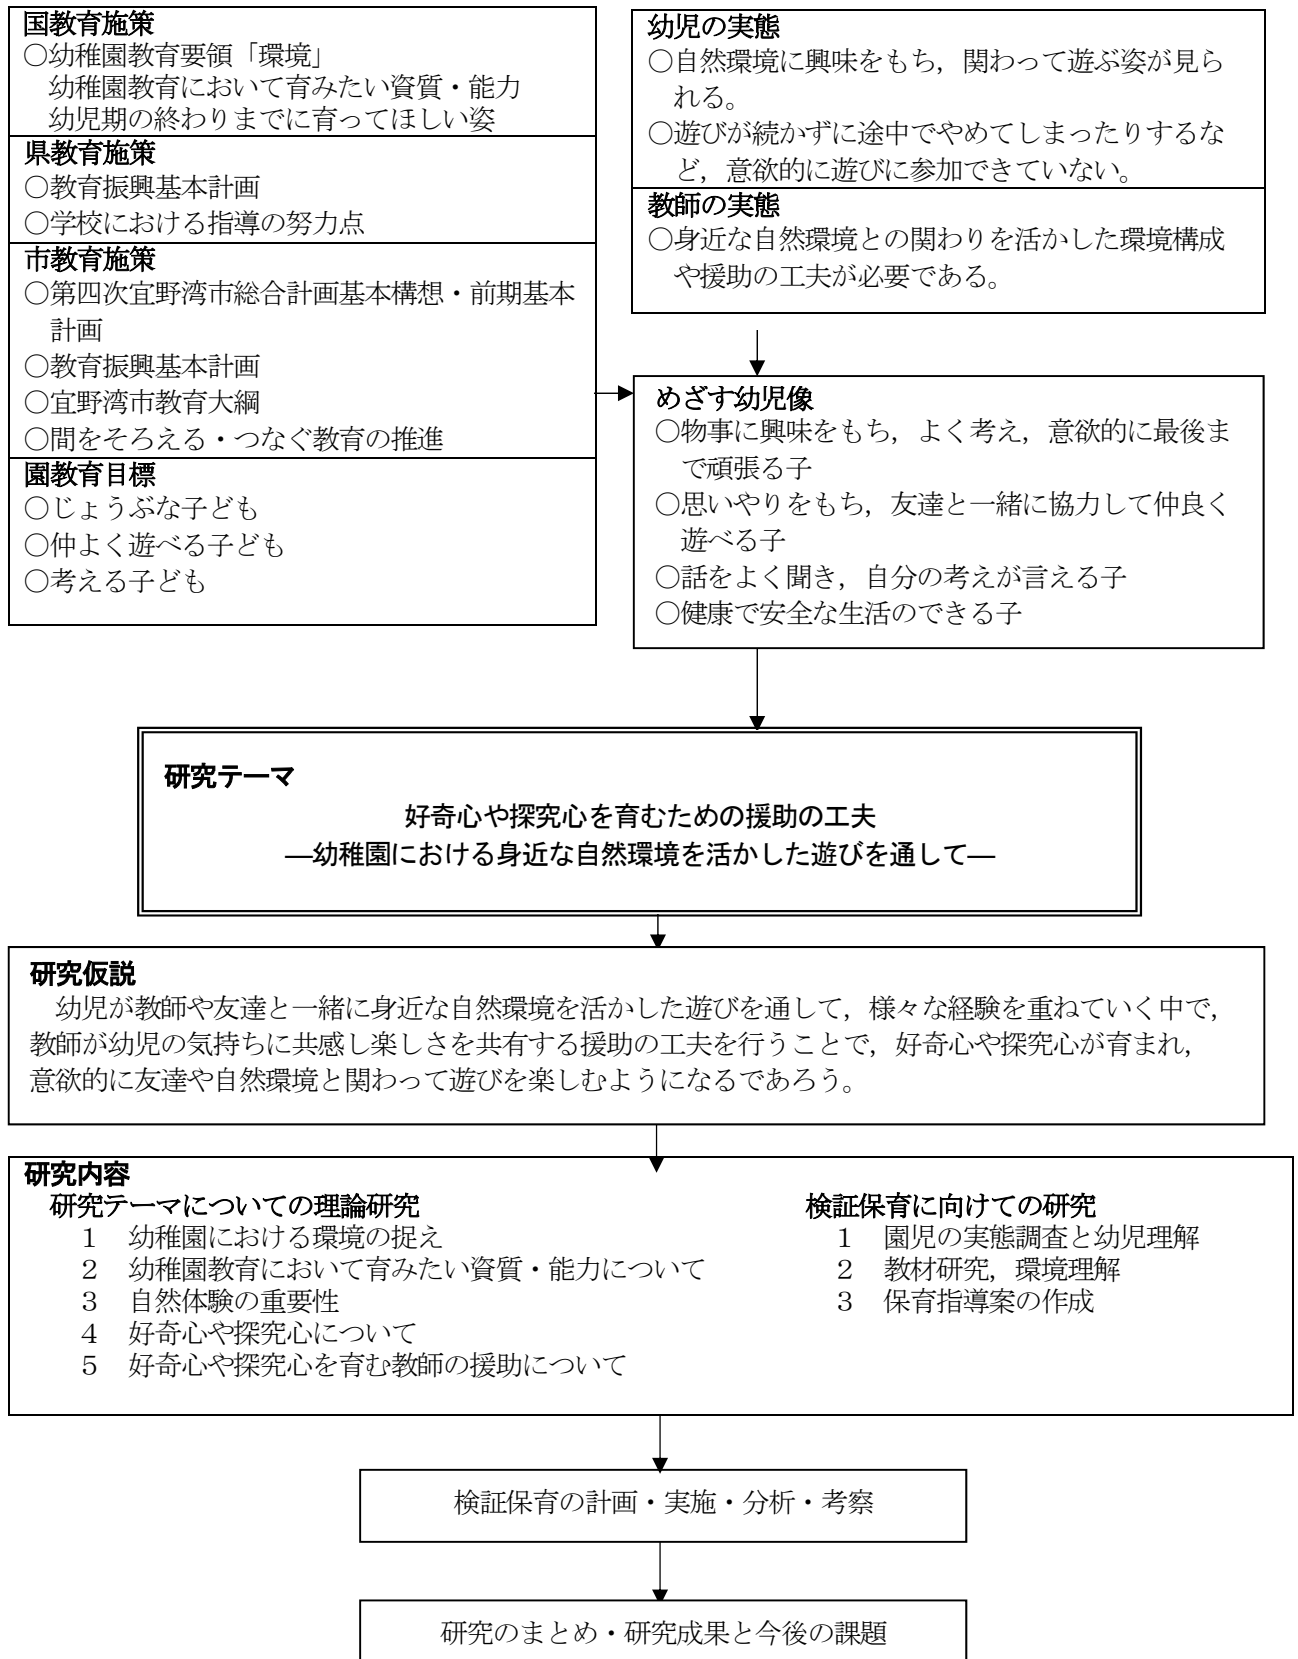 国教育施策
○幼稚園教育要領「環境」
幼稚園教育において育みたい資質・能力
幼児期の終わりまでに育ってほしい姿
県教育施策
○教育振興基本計画
○学校における指導の努力点
市教育施策
○第四次宜野湾市総合計画基本構想・前期基本
計画
○教育振興基本計画
○宜野湾市教育大綱
○間をそろえる・つなぐ教育の推進
園教育目標
○じょうぶな子ども
○仲よく遊べる子ども
○考える子ども
幼児の実態
○自然環境に興味をもち，関わって遊ぶ姿が見ら
れる。
○遊びが続かずに途中でやめてしまったりするな
ど，意欲的に遊びに参加できていない。
教師の実態
○身近な自然環境との関わりを活かした環境構成
や援助の工夫が必要である。
めざす幼児像
○物事に興味をもち，よく考え，意欲的に最後ま
で頑張る子
○思いやりをもち，友達と一緒に協力して仲良く
遊べる子
○話をよく聞き，自分の考えが言える子
○健康で安全な生活のできる子
研究テーマ
好奇心や探究心を育むための援助の工夫
―幼稚園における身近な自然環境を活かした遊びを通して―
研究仮説
幼児が教師や友達と一緒に身近な自然環境を活かした遊びを通して，様々な経験を重ねていく中で，
教師が幼児の気持ちに共感し楽しさを共有する援助の工夫を行うことで，好奇心や探究心が育まれ，
意欲的に友達や自然環境と関わって遊びを楽しむようになるであろう。
研究内容
研究テーマについての理論研究
１　幼稚園における環境の捉え
２　幼稚園教育において育みたい資質・能力について
３　自然体験の重要性
４　好奇心や探究心について
５　好奇心や探究心を育む教師の援助について
検証保育に向けての研究
１　園児の実態調査と幼児理解
２　教材研究，環境理解
３　保育指導案の作成
検証保育の計画・実施・分析・考察
研究のまとめ・研究成果と今後の課題